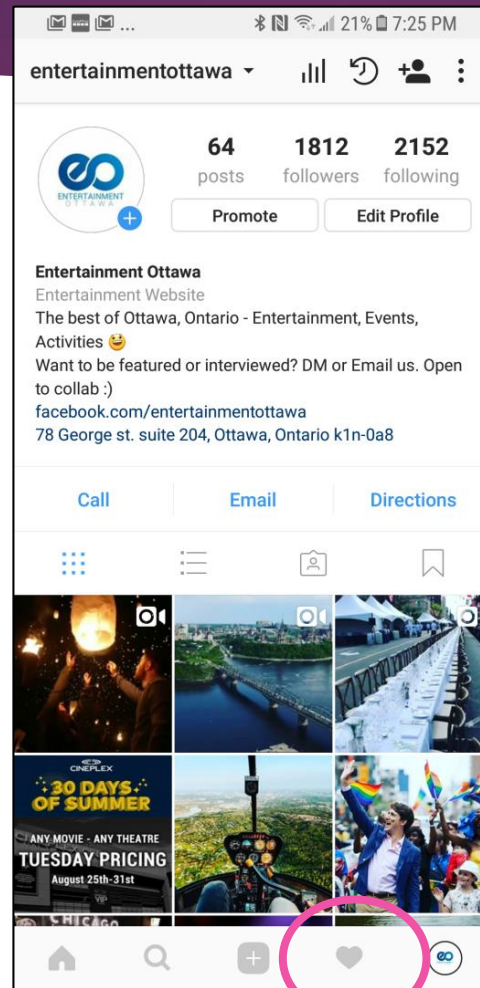 ... 21% 7:25 PM
entertainmentottawa
64 1812 2152
posts followers following
ENTERTAINMENT
OTTAWA
Promote Edit Profile
Entertainment Ottawa
Entertainment Website
The best of Ottawa, Ontario - Entertainment, Events,
Activities 😆
Want to be featured or interviewed? DM or Email us. Open
to collab :)
facebook.com/entertainmentottawa
78 George st. suite 204, Ottawa, Ontario k1n-0a8
Call Email Directions
CINEPLEX
30 DAYS
OF SUMMER
ANY MOVIE - ANY THEATRE
TUESDAY PRICING
August 25th-31st
CHICAGO